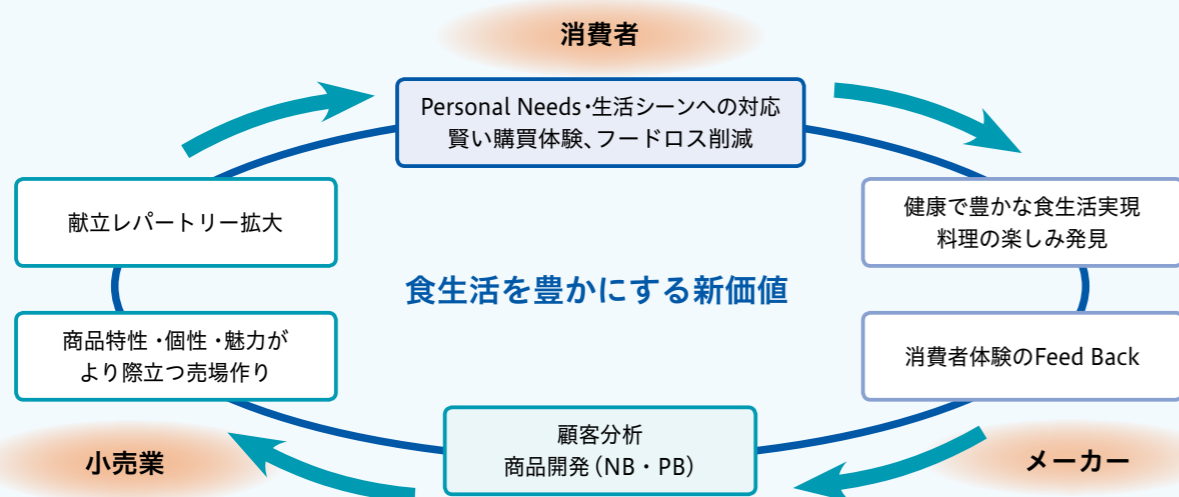 消費者
Personal Needs・生活シーンへの対応
賢い購買体験、フードロス削減
献立レパートリー拡大
健康で豊かな食生活実現
料理の楽しみ発見
食生活を豊かにする新価値
商品特性・個性・魅力が
より際立つ売場作り
消費者体験のFeed Back
顧客分析
商品開発（NB・PB）
小売業
メーカー